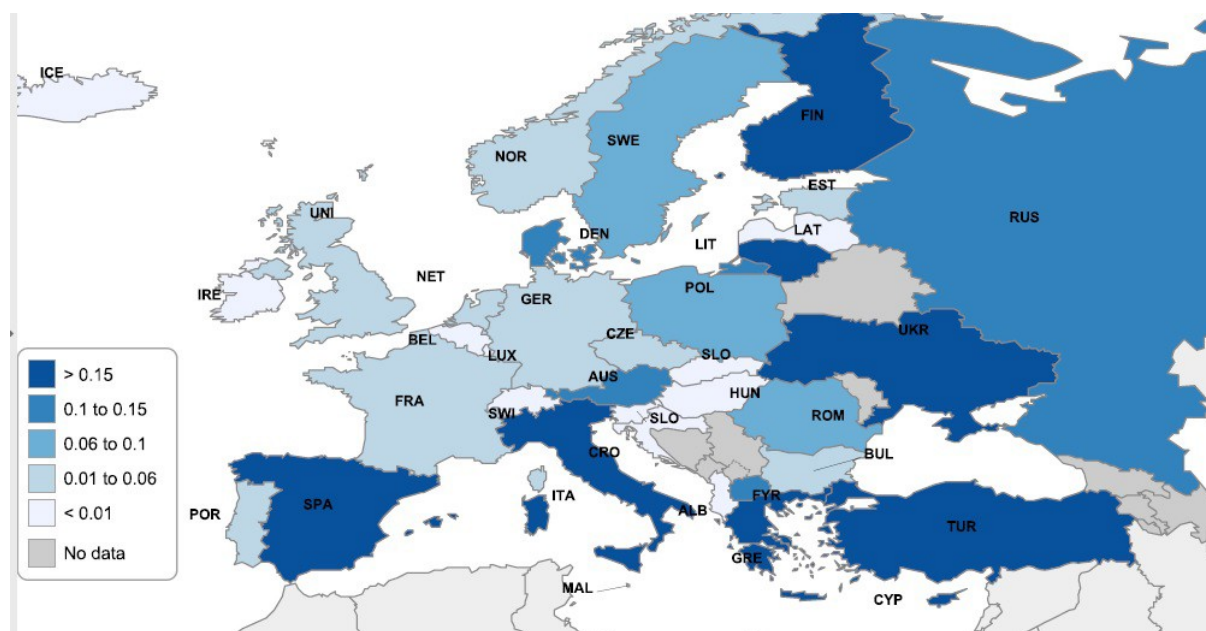 ICE
FIN
SWE
NOR
EST
UNI
RUS
DEN
LAT
LIT
NET
POL
IRE
GER
UKR
CZE
BEL
LUX
SLO
AUS
HUN
FRA
SWI
SLO
ROM
CRO
BUL
SPA
ITA
FYR
POR
ALB
TUR
GRE
MAL
CYP
> 0.15
0.1 to 0.15
0.06 to 0.1
0.01 to 0.06
< 0.01
No data